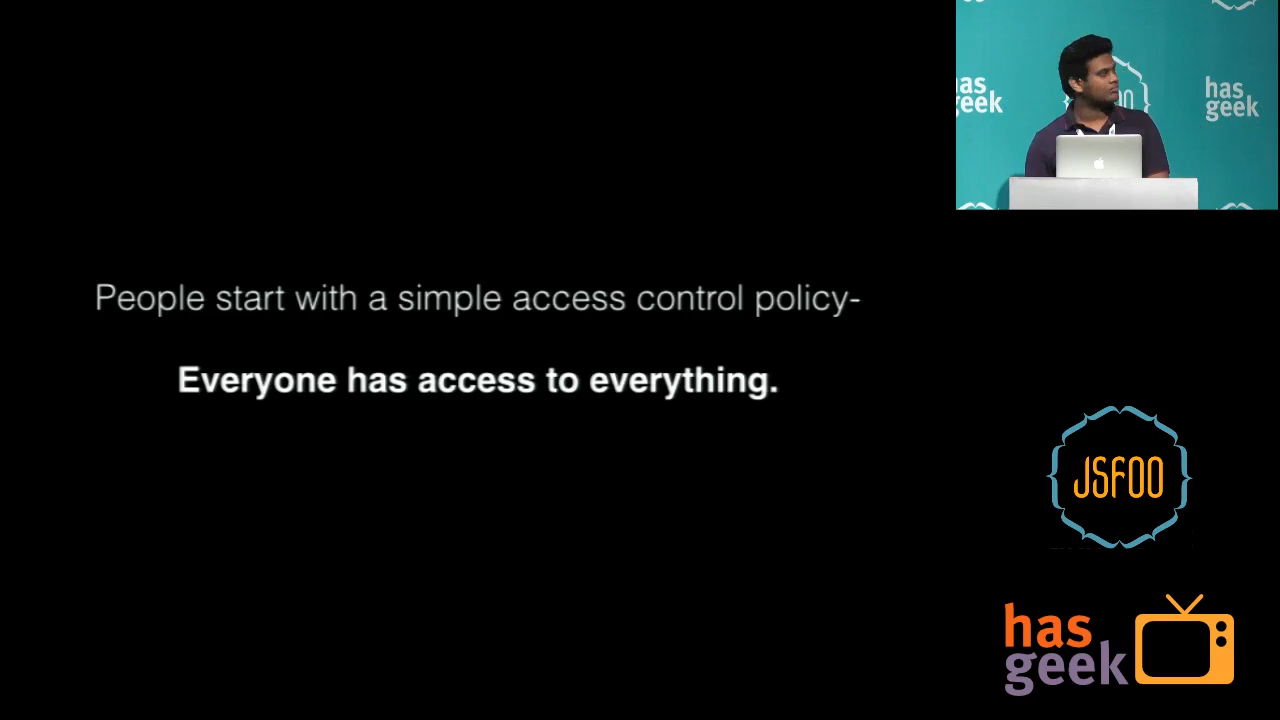 has
geek
has
geek
People start with a simple access control policy-
Everyone has access to everything.
JSFOO
has
geek